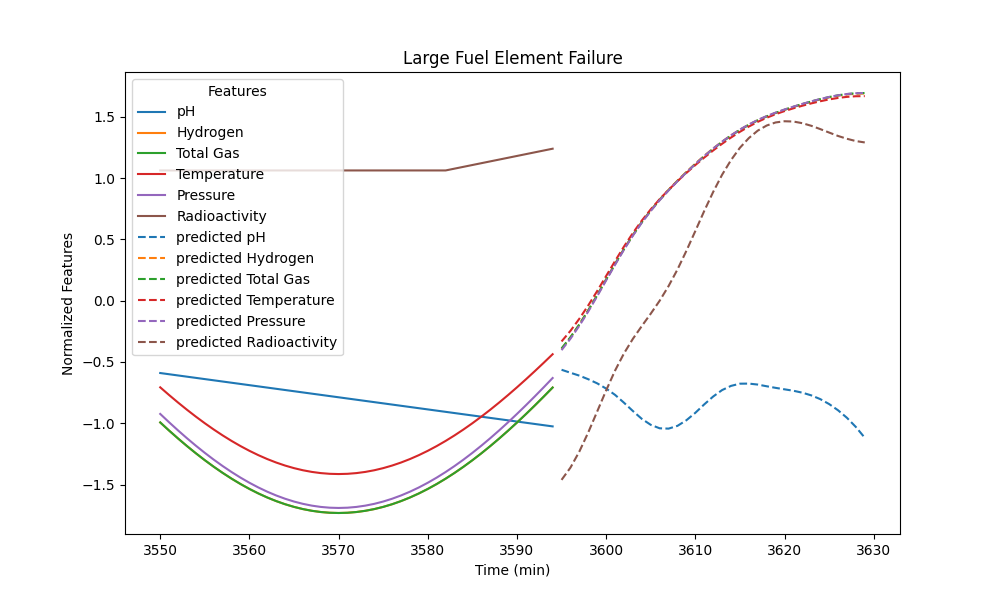 Large Fuel Element Failure
Normalized Features
1.5
1.0
0.5
0.0
−0.5
−1.0
−1.5
Features
pH
Hydrogen
Total Gas
Temperature
Pressure
Radioactivity
predicted pH
predicted Hydrogen
predicted Total Gas
predicted Temperature
predicted Pressure
predicted Radioactivity
3550 3560 3570 3580 3590 3600 3610 3620 3630
Time (min)